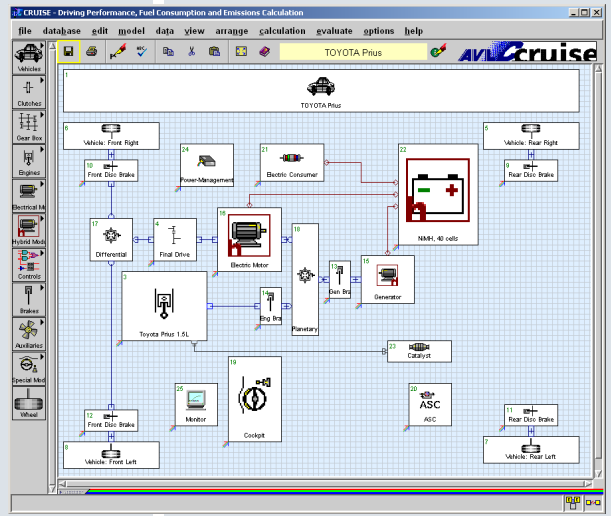 CRUISE - Driving Performance, Fuel Consumption and Emissions Calculation
file database edit model data view arrange calculation evaluate options help
TOYOTA Prius
AVL cruise
Vehicles
Clutches
Gear Box
Engines
Electrical M
Hybrid Mod
Controls
Brakes
Auxiliaries
Special Mod
Wheel
1
TOYOTA Prius
6
Vehicle: Front Right
5
Vehicle: Rear Right
10
Front Disc Brake
24
Power-Management
21
Electric Consumer
22
NiMH, 40 cells
9
Rear Disc Brake
17
Differential
4
Final Drive
16
Electric Motor
18
Planetary
13
Gen Bra
15
Generator
3
Toyota Prius 1.5L
14
Eng Bra
23
Catalyst
19
Cockpit
25
Monitor
20
ASC
ASC
12
Front Disc Brake
11
Rear Disc Brake
8
Vehicle: Front Left
7
Vehicle: Rear Left